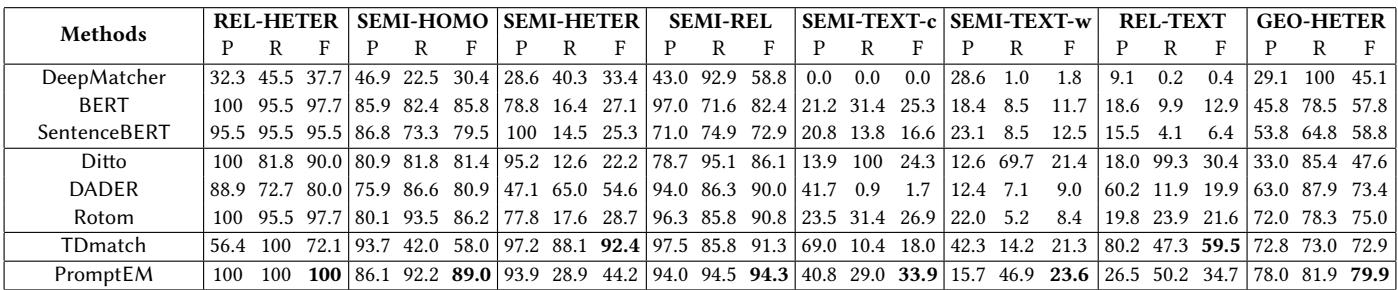 Methods REL-HETER SEMI-HOMO SEMI-HETER SEMI-REL SEMI-TEXT-c SEMI-TEXT-w REL-TEXT GEO-HETER
P R F P R F P R F P R F P R F P R F P R F P R F
DeepMatcher 32.3 45.5 37.7 46.9 22.5 30.4 28.6 40.3 33.4 43.0 92.9 58.8 0.0 0.0 0.0 28.6 1.0 1.8 9.1 0.2 0.4 29.1 100 45.1
BERT 100 95.5 97.7 85.9 82.4 85.8 78.8 16.4 27.1 97.0 71.6 82.4 21.2 31.4 25.3 18.4 8.5 11.7 18.6 9.9 12.9 45.8 78.5 57.8
SentenceBERT 95.5 95.5 95.5 86.8 73.3 79.5 100 14.5 25.3 71.0 74.9 72.9 20.8 13.8 16.6 23.1 8.5 12.5 15.5 4.1 6.4 53.8 64.8 58.8
Ditto 100 81.8 90.0 80.9 81.8 81.4 95.2 12.6 22.2 78.7 95.1 86.1 13.9 100 24.3 12.6 69.7 21.4 18.0 99.3 30.4 33.0 85.4 47.6
DADER 88.9 72.7 80.0 75.9 86.6 80.9 47.1 65.0 54.6 94.0 86.3 90.0 41.7 0.9 1.7 12.4 7.1 9.0 60.2 11.9 19.9 63.0 87.9 73.4
Rotom 100 95.5 97.7 80.1 93.5 86.2 77.8 17.6 28.7 96.3 85.8 90.8 23.5 31.4 26.9 22.0 5.2 8.4 19.8 23.9 21.6 72.0 78.3 75.0
TDmatch 56.4 100 72.1 93.7 42.0 58.0 97.2 88.1 92.4 97.5 85.8 91.3 69.0 10.4 18.0 42.3 14.2 21.3 80.2 47.3 59.5 72.8 73.0 72.9
PromptEM 100 100 100 86.1 92.2 89.0 93.9 28.9 44.2 94.0 94.5 94.3 40.8 29.0 33.9 15.7 46.9 23.6 26.5 50.2 34.7 78.0 81.9 79.9